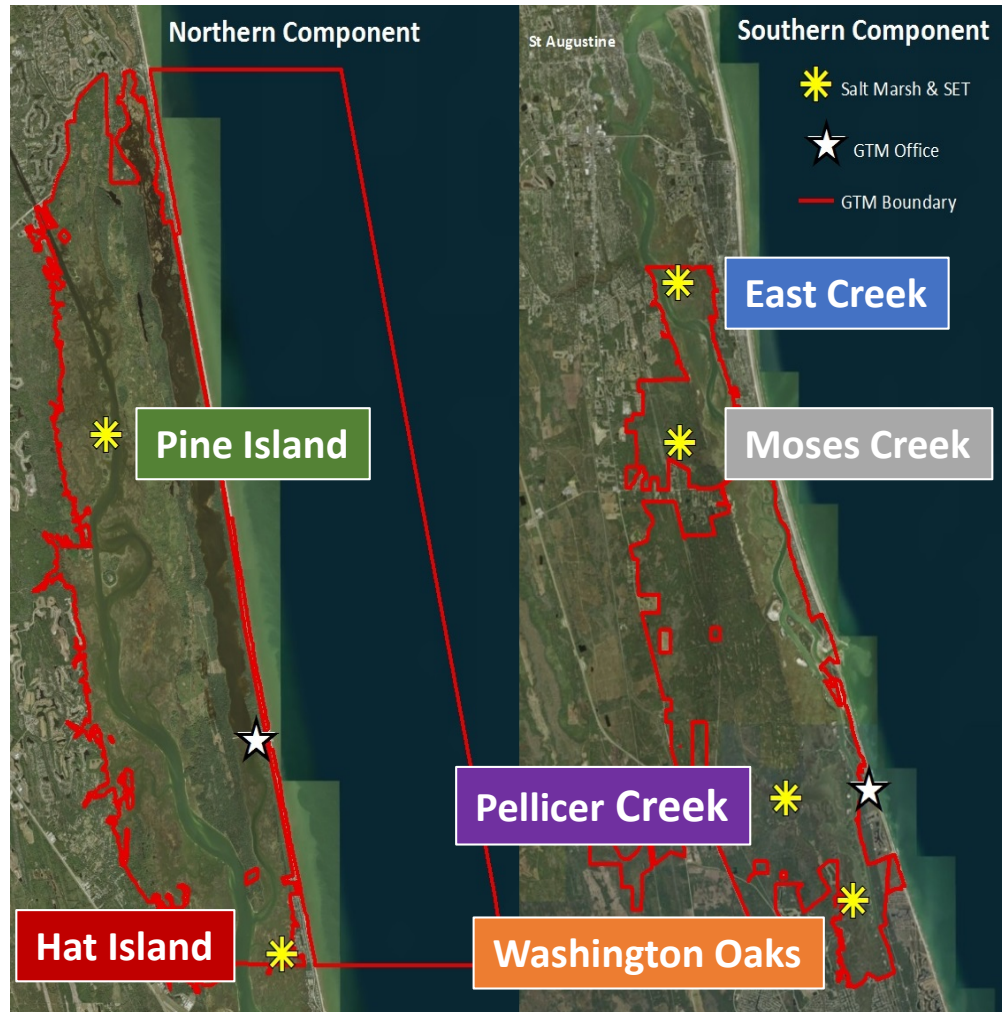 Northern Component
St Augustine
Southern Component
Salt Marsh & SET
GTM Office
GTM Boundary
East Creek
Pine Island
Moses Creek
Pellicer Creek
Hat Island
Washington Oaks